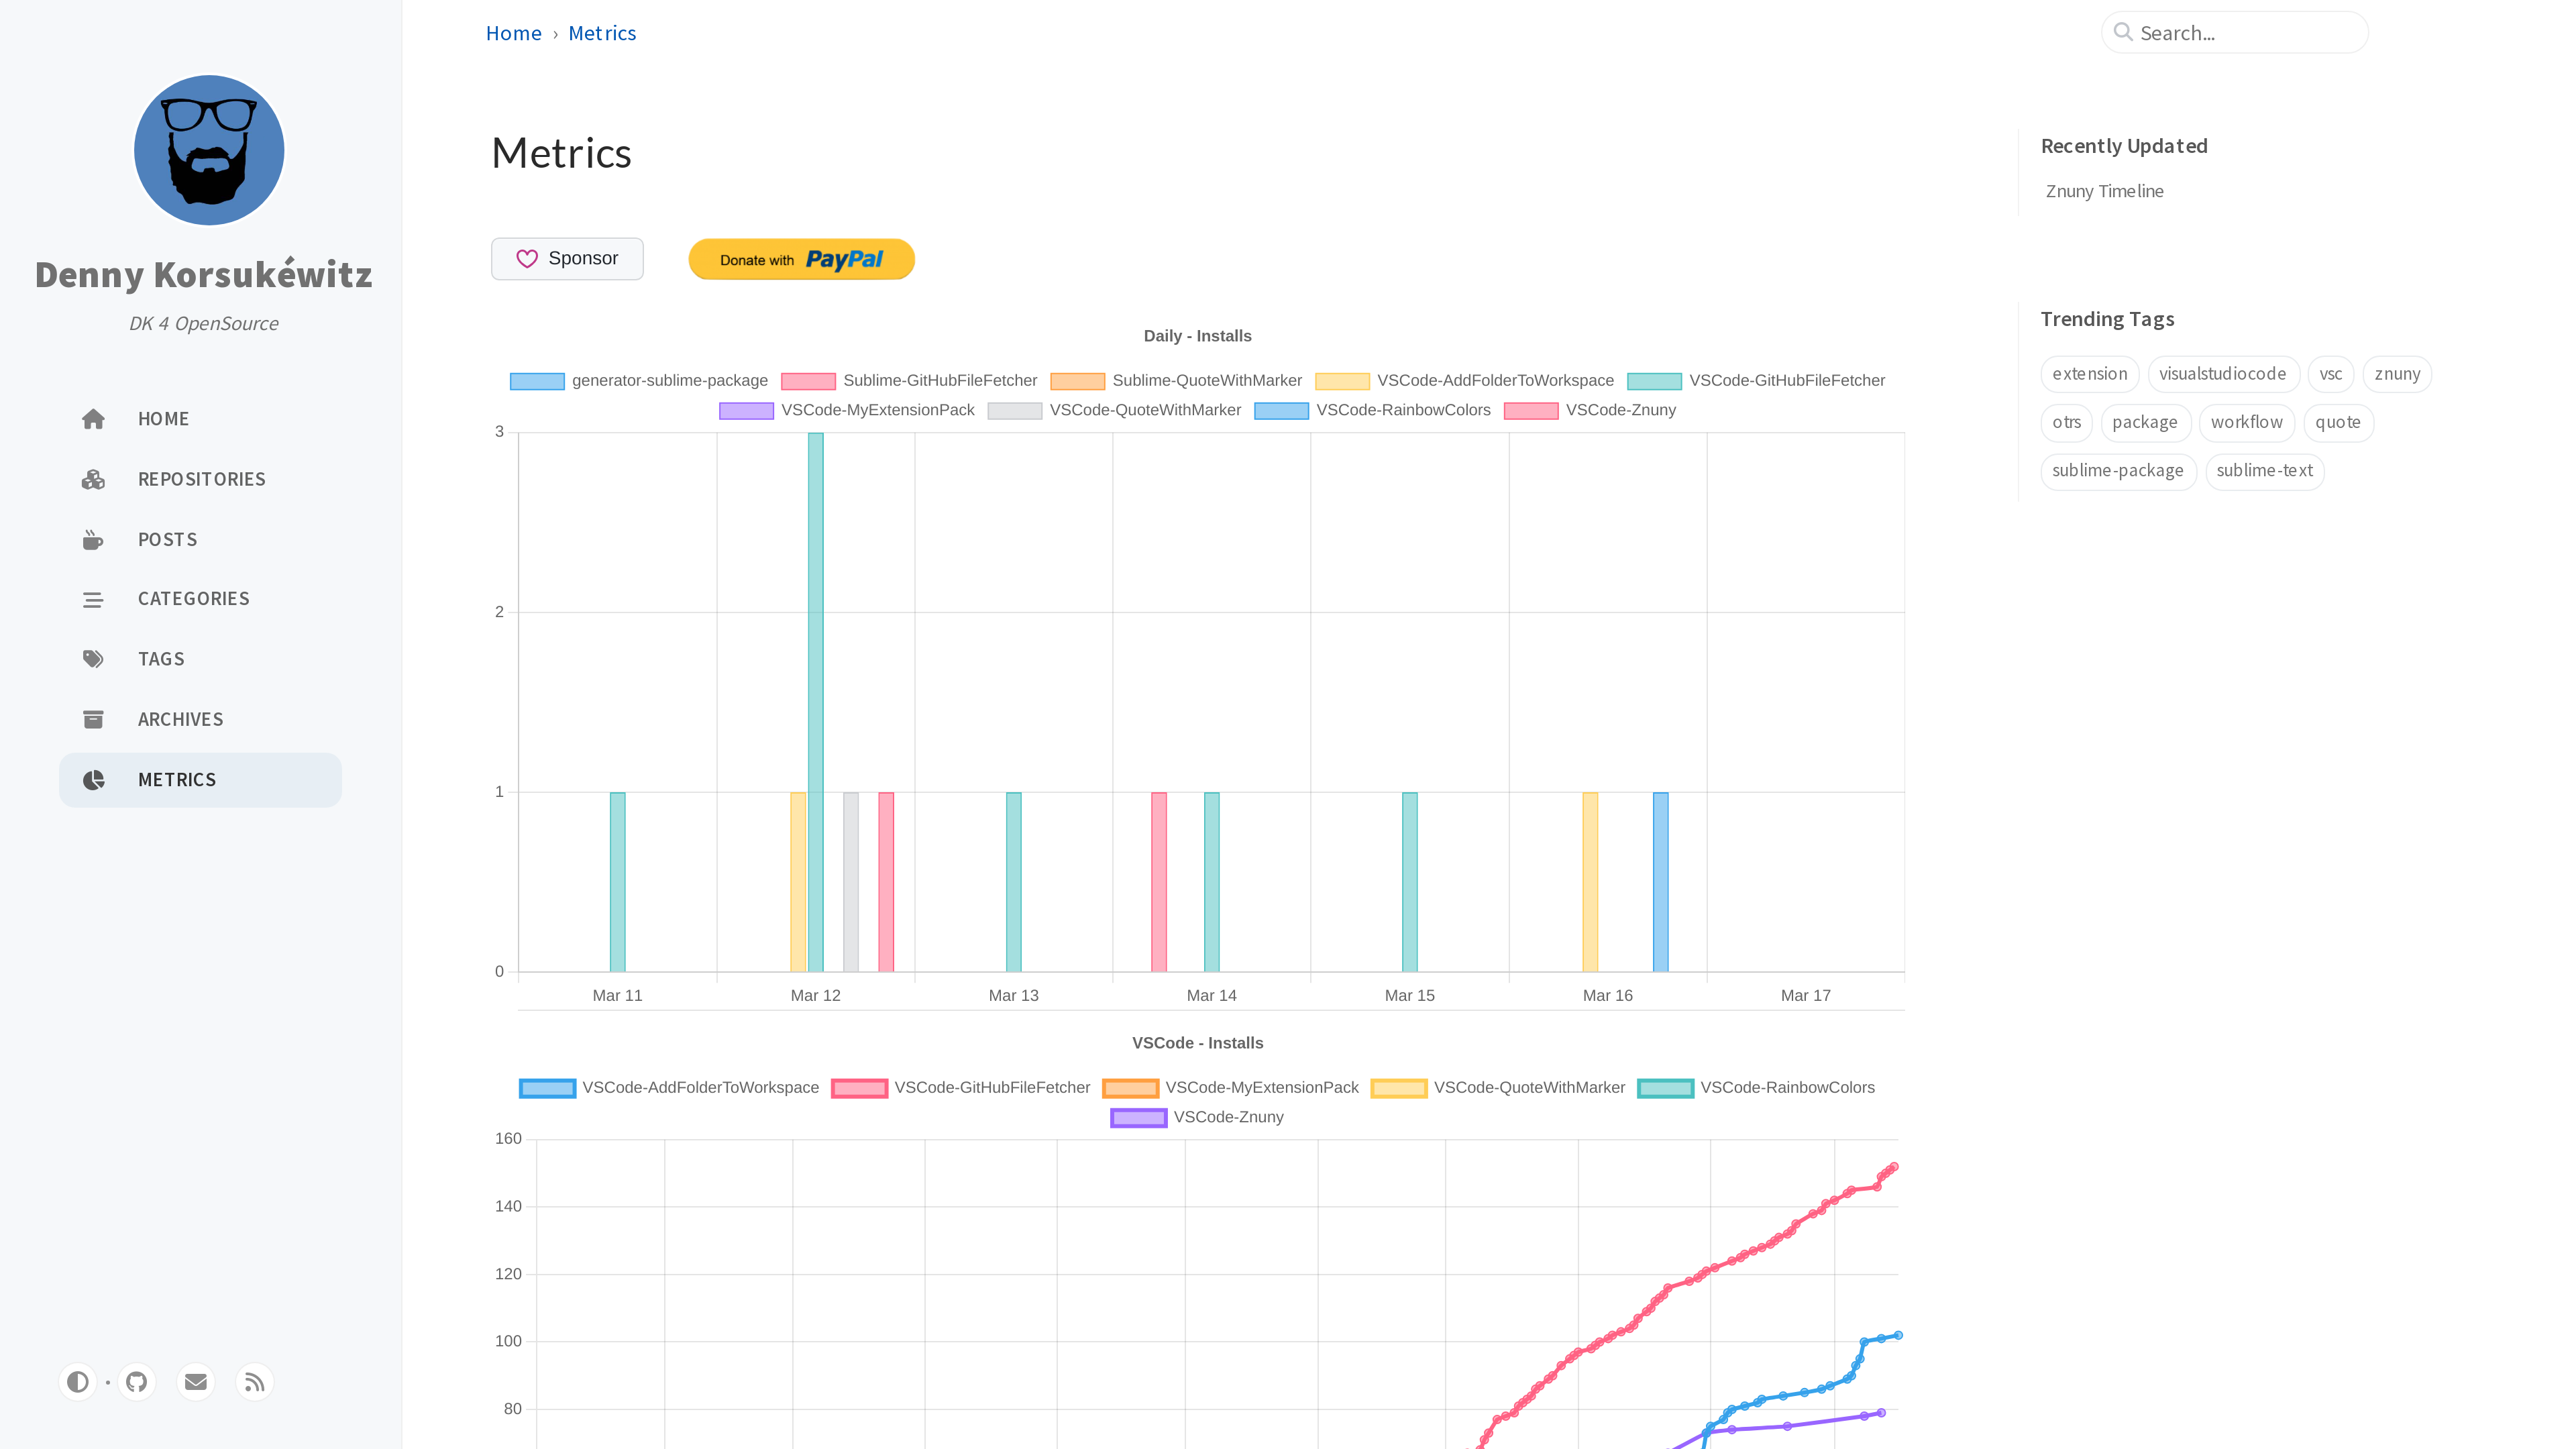 Home › Metrics
Search...
Denny Korsukéwitz
DK 4 OpenSource
HOME
REPOSITORIES
POSTS
CATEGORIES
TAGS
ARCHIVES
METRICS
Metrics
Sponsor
Donate with PayPal
Daily - Installs
generator-sublime-package Sublime-GitHubFileFetcher Sublime-QuoteWithMarker VSCode-AddFolderToWorkspace VSCode-GitHubFileFetcher
VSCode-MyExtensionPack VSCode-QuoteWithMarker VSCode-RainbowColors VSCode-Znuny
3
2
1
0
Mar 11 Mar 12 Mar 13 Mar 14 Mar 15 Mar 16 Mar 17
VSCode - Installs
VSCode-AddFolderToWorkspace VSCode-GitHubFileFetcher VSCode-MyExtensionPack VSCode-QuoteWithMarker VSCode-RainbowColors
VSCode-Znuny
160
140
120
100
80
Recently Updated
Znuny Timeline
Trending Tags
extension visualstudiocode vsc znuny
otrs package workflow quote
sublime-package sublime-text